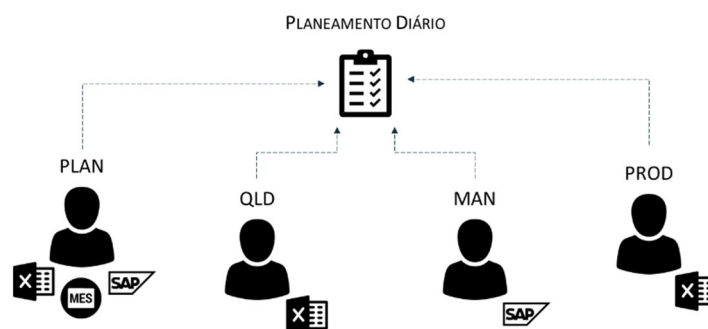 PLANEAMENTO DIÁRIO
PLAN
QLD
MAN
PROD
X
MES
SAP
X
SAP
X